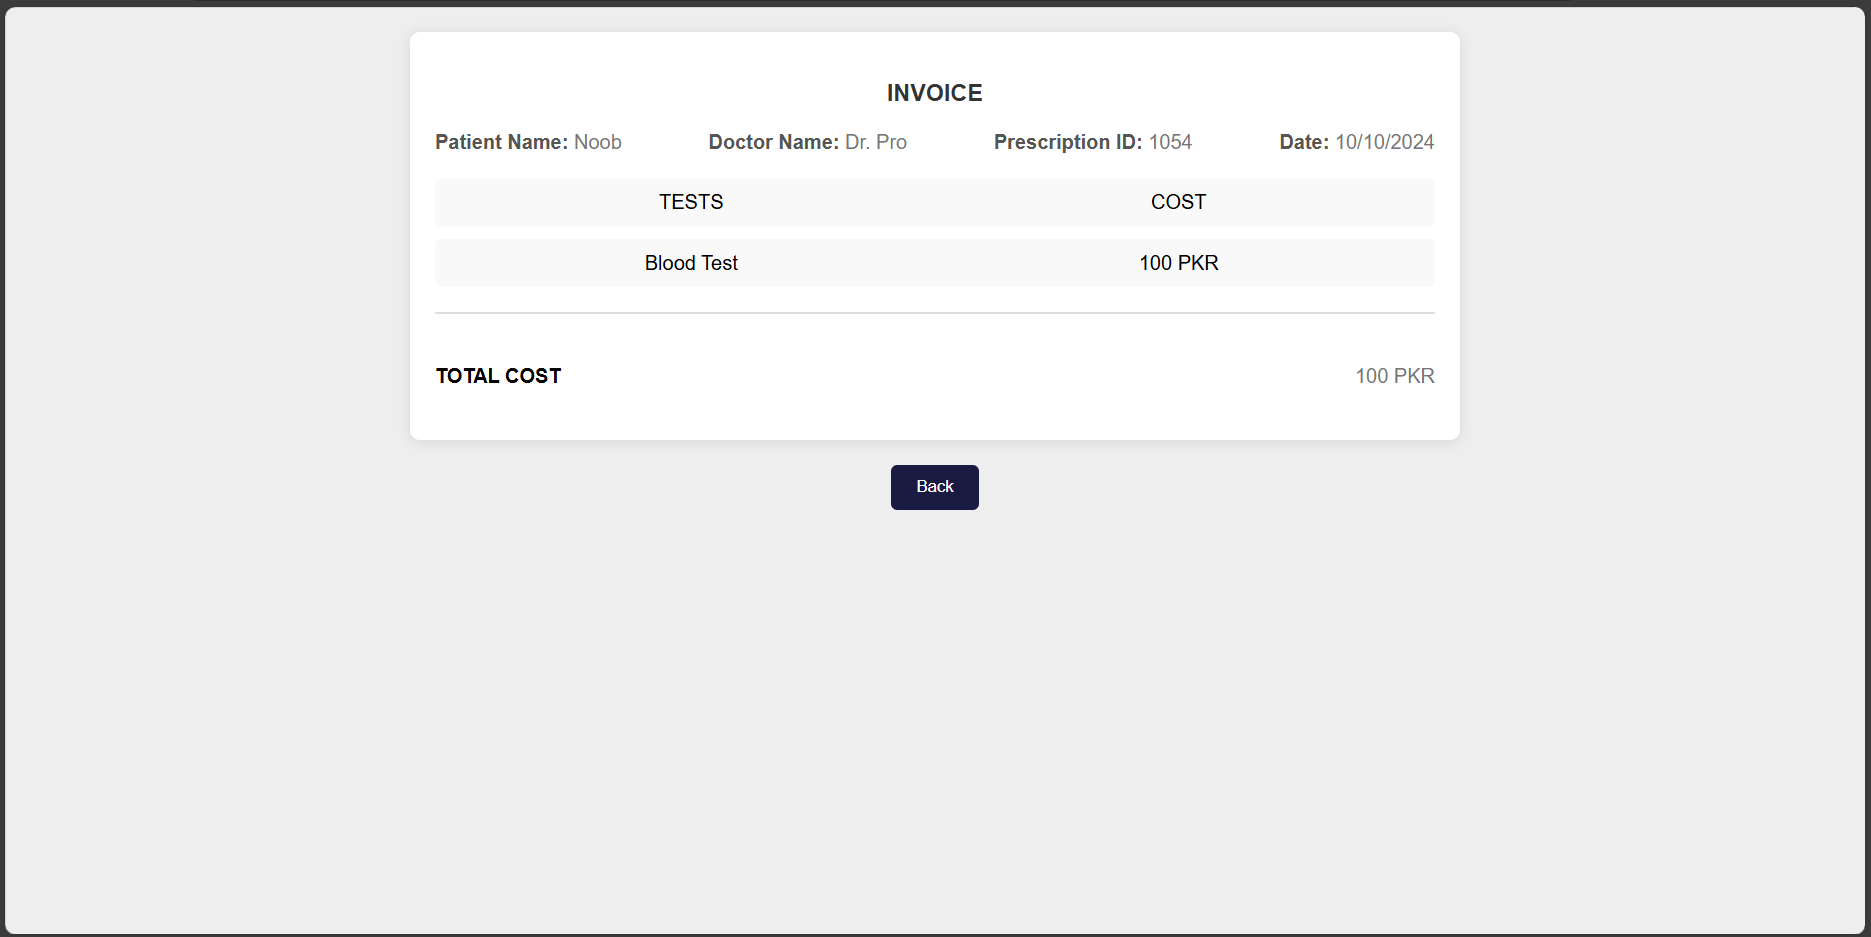 INVOICE
Patient Name: Noob Doctor Name: Dr. Pro Prescription ID: 1054 Date: 10/10/2024
TESTS COST
Blood Test 100 PKR
TOTAL COST 100 PKR
Back